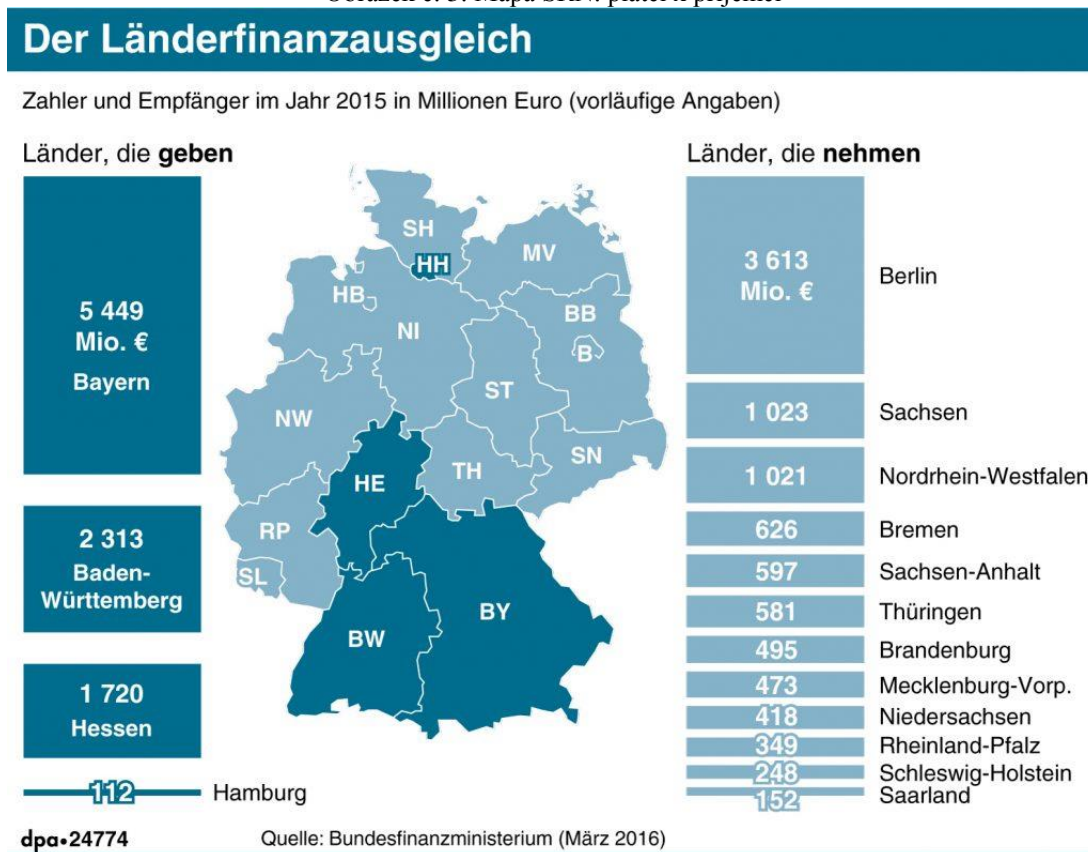 Der Länderfinanzausgleich
Zahler und Empfänger im Jahr 2015 in Millionen Euro (vorläufige Angaben)
Länder, die geben
5 449
Mio. €
Bayern
2 313
Baden-
Württemberg
1 720
Hessen
112 Hamburg
SH
HH
MV
HB
NI
BB
B
ST
NW
HE
TH
SN
RP
SL
BW
BY
Länder, die nehmen
3 613
Mio. €
Berlin
1 023 Sachsen
1 021 Nordrhein-Westfalen
626 Bremen
597 Sachsen-Anhalt
581 Thüringen
495 Brandenburg
473 Mecklenburg-Vorp.
418 Niedersachsen
349 Rheinland-Pfalz
248 Schleswig-Holstein
152 Saarland
dpa•24774
Quelle: Bundesfinanzministerium (März 2016)